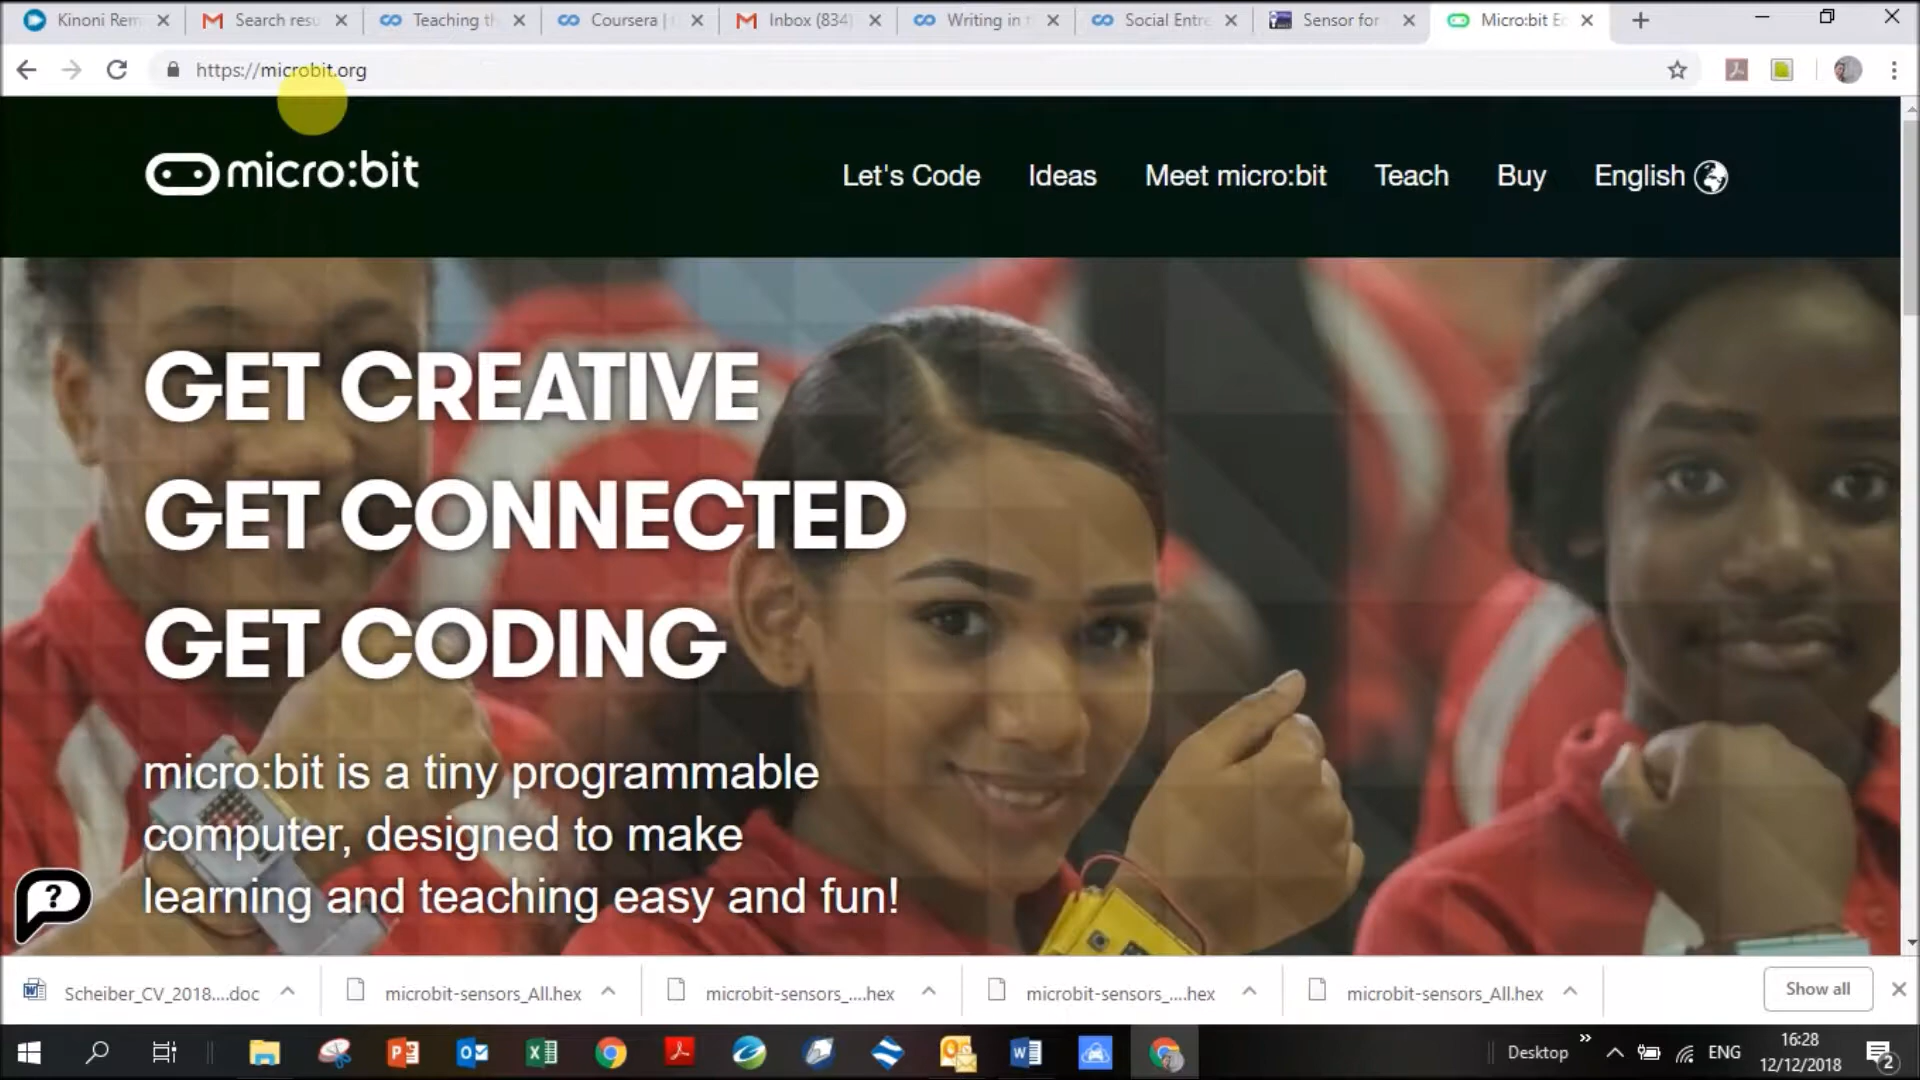 Kinoni Rem
Search resu
Teaching th
Coursera |
Inbox (834)
Writing in
Social Entre
Sensor for
Micro:bit Ed
https://microbit.org
micro:bit
Let's Code
Ideas
Meet micro:bit
Teach
Buy
English
GET CREATIVE
GET CONNECTED
GET CODING
micro:bit is a tiny programmable
computer, designed to make
learning and teaching easy and fun!
?
Scheiber_CV_2018....doc
microbit-sensors_All.hex
microbit-sensors_....hex
microbit-sensors_....hex
microbit-sensors_All.hex
Show all
Desktop
ENG
16:28
12/12/2018
2